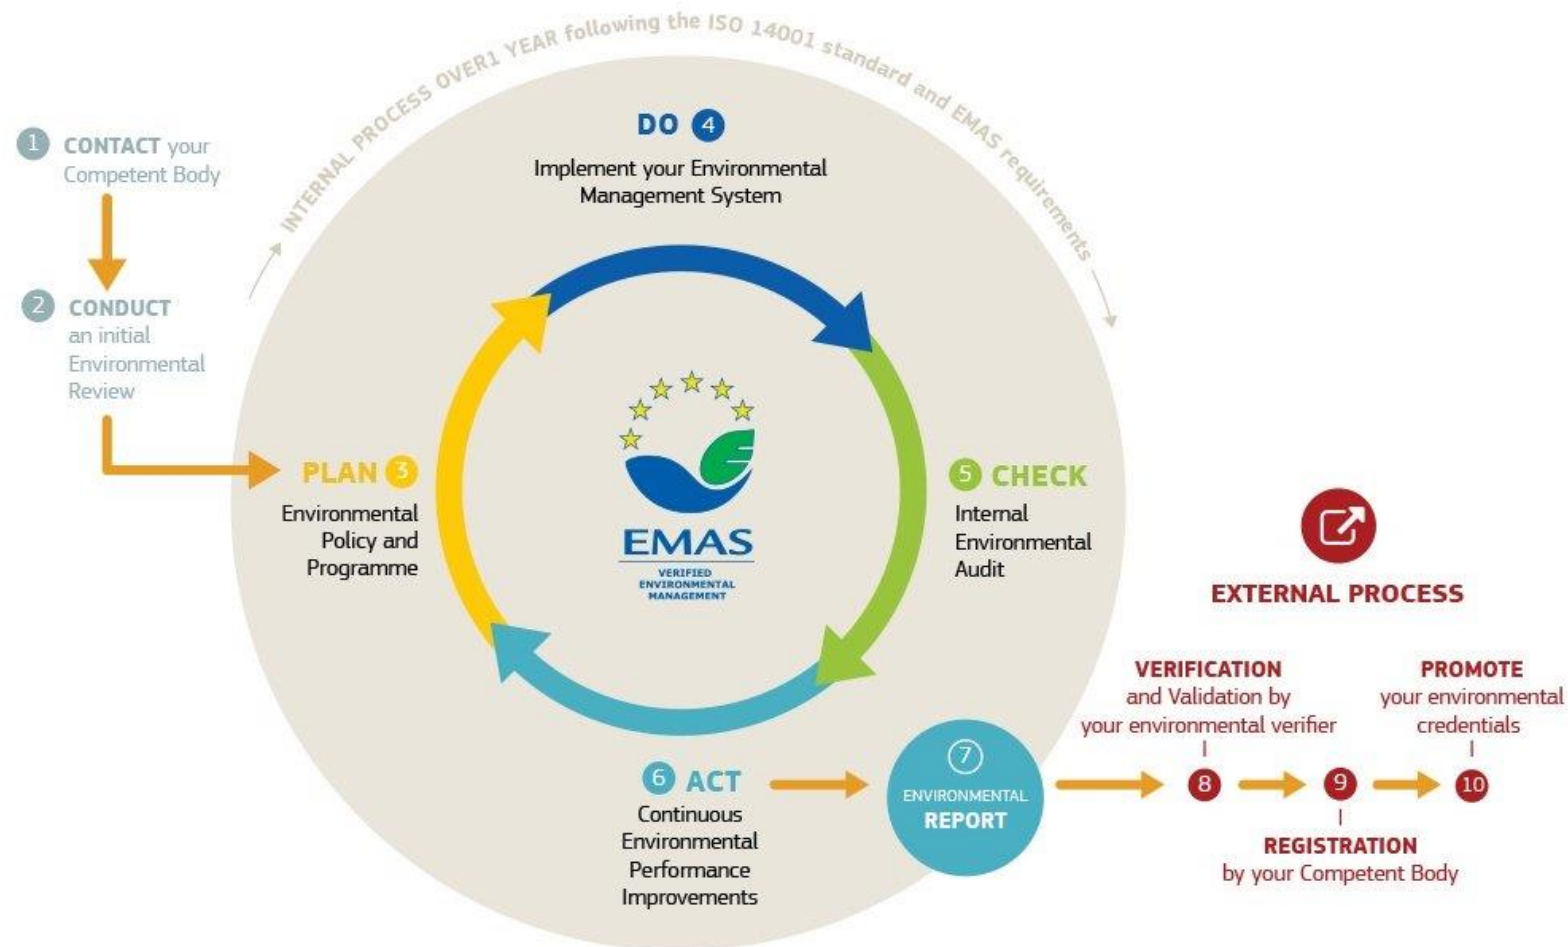 INTERNAL PROCESS OVER1 YEAR following the ISO 14001 standard and EMAS requirements
1 CONTACT your
Competent Body
2 CONDUCT
an initial
Environmental
Review
PLAN 3
Environmental
Policy and
Programme
DO 4
Implement your Environmental
Management System
5 CHECK
Internal
Environmental
Audit
EMAS
VERIFIED
ENVIRONMENTAL
MANAGEMENT
6 ACT
Continuous
Environmental
Performance
Improvements
7
ENVIRONMENTAL
REPORT
EXTERNAL PROCESS
VERIFICATION
and Validation by
your environmental verifier
8
9
REGISTRATION
by your Competent Body
PROMOTE
your environmental
credentials
10